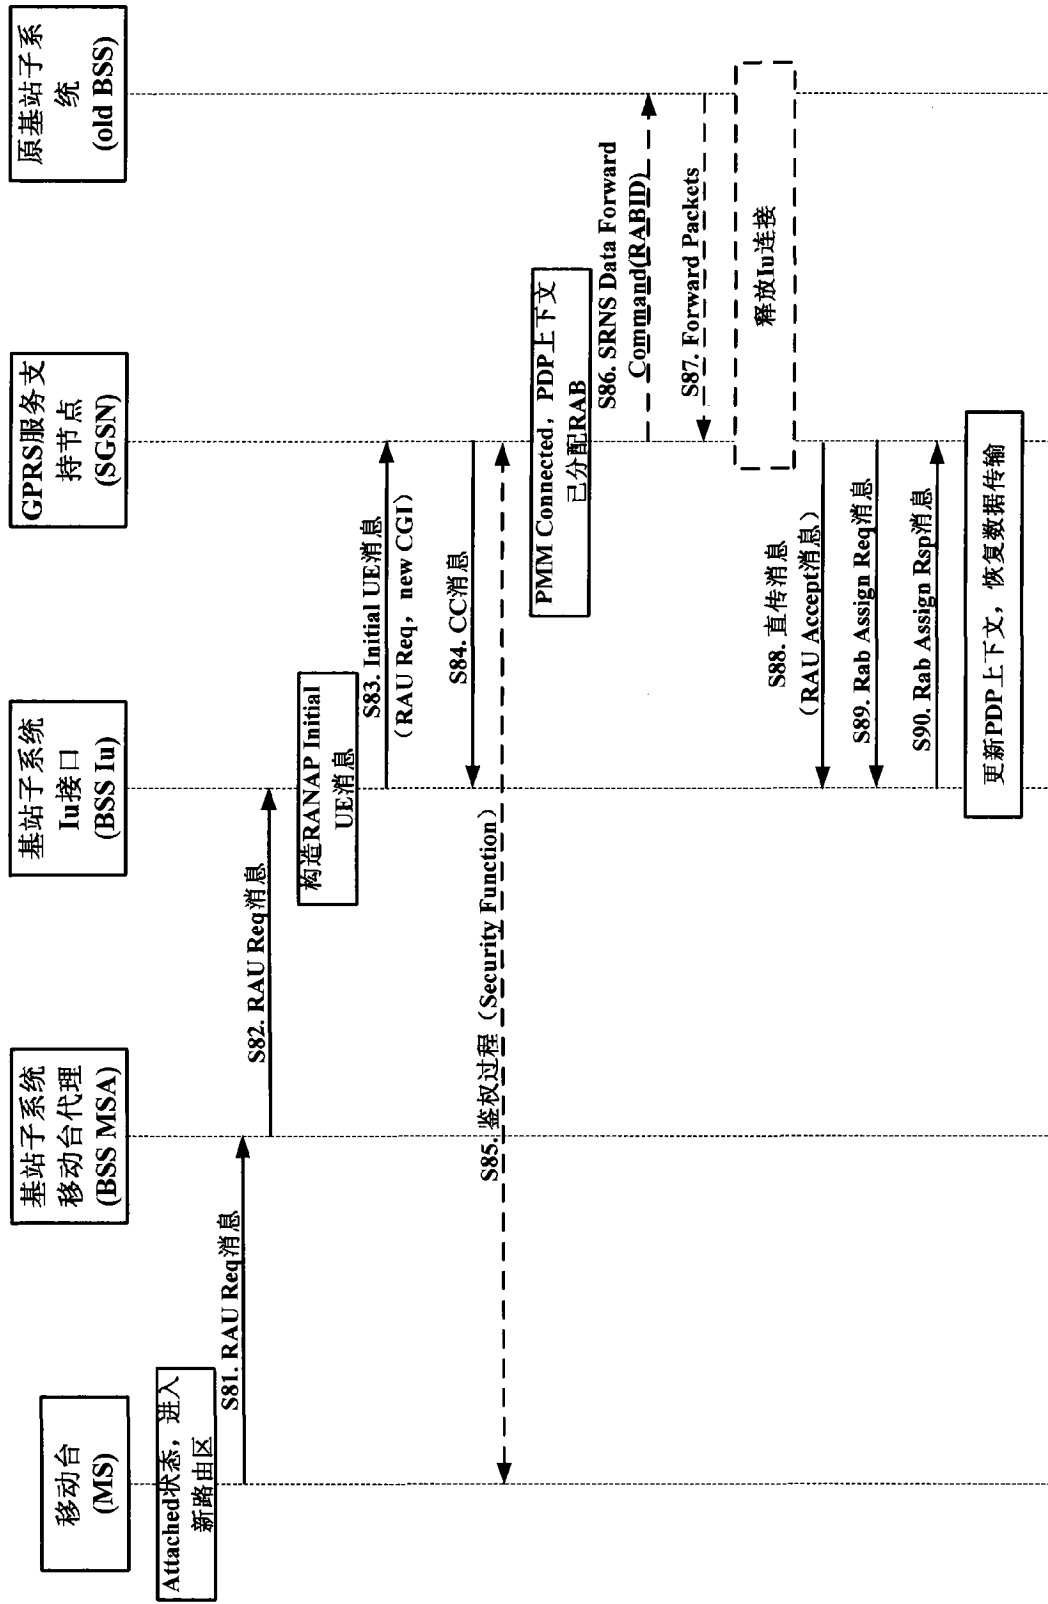 移动台
(MS)
基站子系统
移动台代理
(BSS MSA)
基站子系统
Iu接口
(BSS Iu)
GPRS服务支
持节点
(SGSN)
原基站子系
统
(old BSS)
Attached状态，进入
新路由区
S81. RAU Req消息
S82. RAU Req消息
构造RANAP Initial
UE消息
S83. Initial UE消息
（RAU Req，new CGI）
S84. CC消息
S85. 鉴权过程（Security Function）
PMM Connected，PDP上下文
已分配RAB
S86. SRNS Data Forward
Command(RABID)
S87. Forward Packets
释放Iu连接
S88. 直传消息
（RAU Accept消息）
S89. Rab Assign Req消息
S90. Rab Assign Rsp消息
更新PDP上下文，恢复数据传输